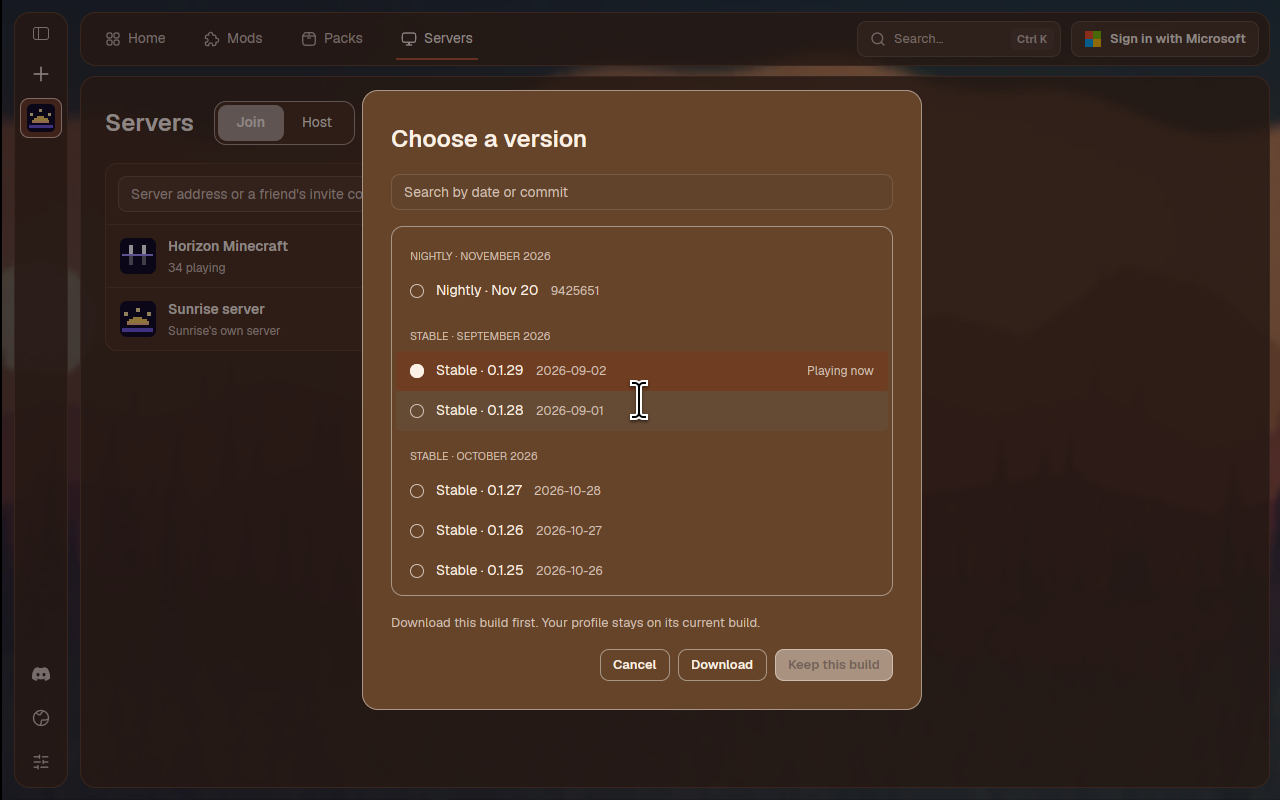 Home
Mods
Packs
Servers
Search...
Ctrl K
Sign in with Microsoft
Servers
Join
Host
Server address or a friend's invite co
Horizon Minecraft
34 playing
Sunrise server
Sunrise's own server
Choose a version
Search by date or commit
NIGHTLY · NOVEMBER 2026
Nightly · Nov 20 9425651
STABLE · SEPTEMBER 2026
Stable · 0.1.29 2026-09-02 Playing now
Stable · 0.1.28 2026-09-01
STABLE · OCTOBER 2026
Stable · 0.1.27 2026-10-28
Stable · 0.1.26 2026-10-27
Stable · 0.1.25 2026-10-26
Download this build first. Your profile stays on its current build.
Cancel
Download
Keep this build